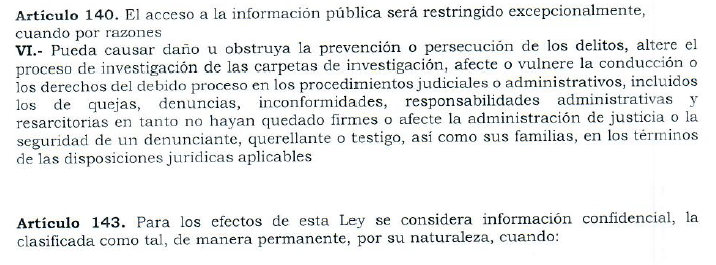 Artículo 140. El acceso a la información pública será restringido excepcionalmente,
cuando por razones
VI.- Pueda causar daño u obstruya la prevención o persecución de los delitos, altere el
proceso de investigación de las carpetas de investigación, afecte o vulnere la conducción o
los derechos del debido proceso en los procedimientos judiciales o administrativos, incluidos
los de quejas, denuncias, inconformidades, responsabilidades administrativas y
resarcitorias en tanto no hayan quedado firmes o afecte la administración de justicia o la
seguridad de un denunciante, querellante o testigo, así como sus familias, en los términos
de las disposiciones jurídicas aplicables
Artículo 143. Para los efectos de esta Ley se considera información confidencial, la
clasificada como tal, de manera permanente, por su naturaleza, cuando: